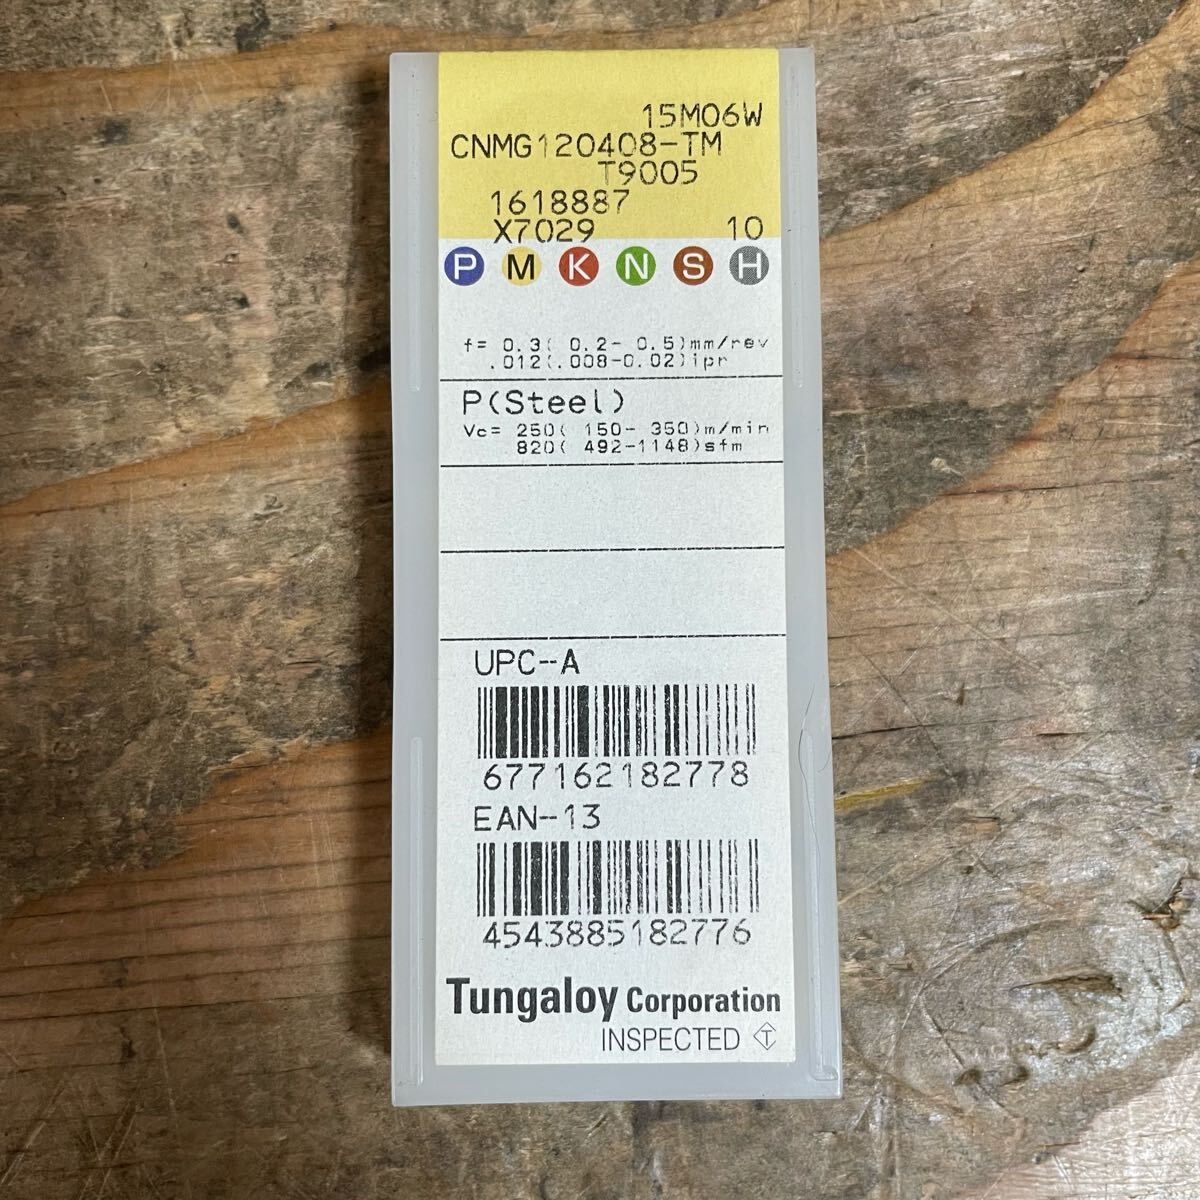 15M06W
CNMG120408-TM
T9005
1618887
X7029 10
P M K N S H
f= 0.3( 0.2- 0.5)mm/rev
.012(.008-0.02)ipr
P(Steel)
Vc= 250( 150- 350)m/min
820( 492-1148)sfm
UPC-A
677162182778
EAN-13
4543885182776
Tungaloy Corporation
INSPECTED T